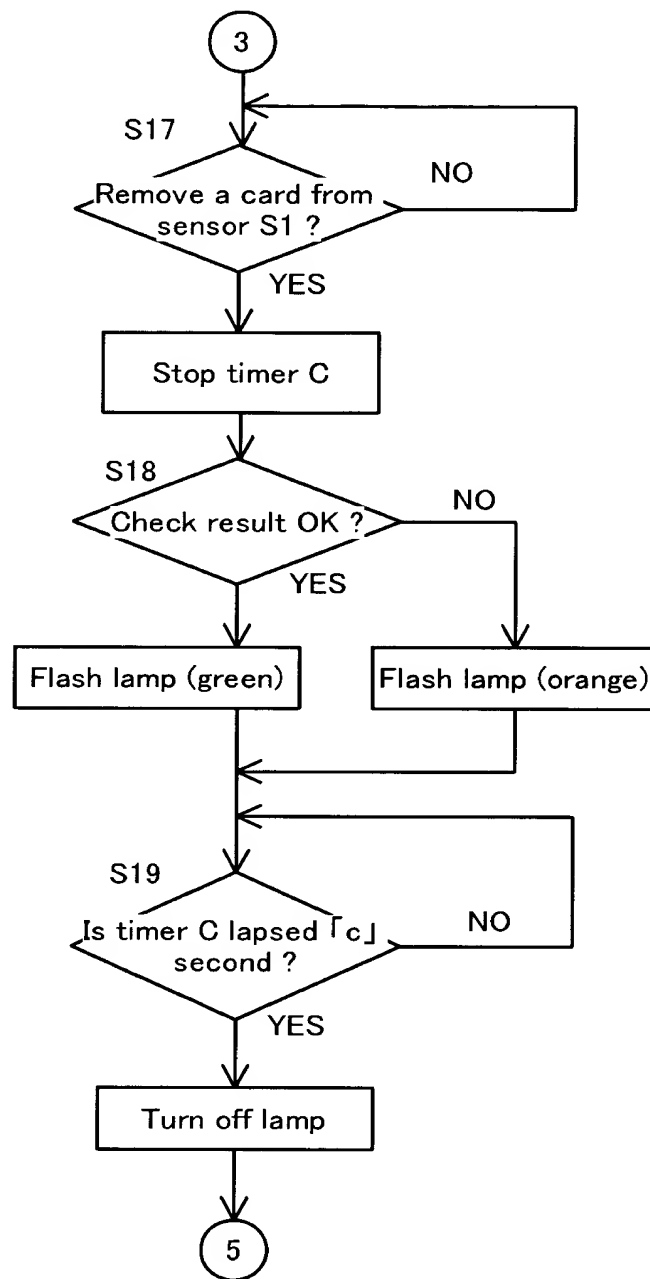 3
S17
NO
Remove a card from
sensor S1 ?
YES
Stop timer C
S18
NO
Check result OK ?
YES
Flash lamp (green)
Flash lamp (orange)
S19
Is timer C lapsed「c」
NO
second ?
YES
Turn off lamp
5